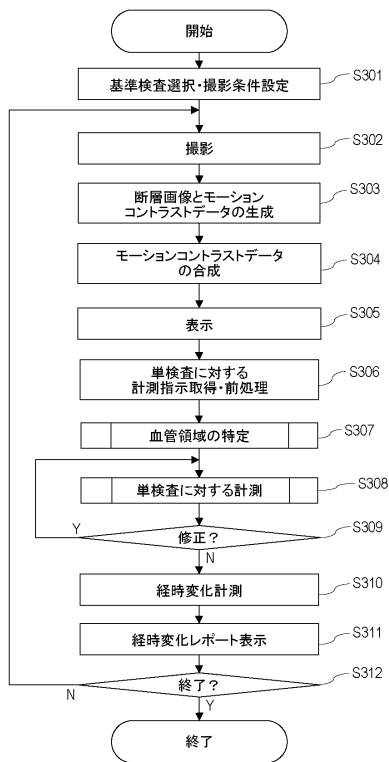 開始
基準検査選択・撮影条件設定
S301
撮影
S302
断層画像とモーション
コントラストデータの生成
S303
モーションコントラストデータ
の合成
S304
表示
S305
単検査に対する
計測指示取得・前処理
S306
血管領域の特定
S307
単検査に対する計測
S308
修正？
S309
Y
N
経時変化計測
S310
経時変化レポート表示
S311
終了？
S312
N
Y
終了